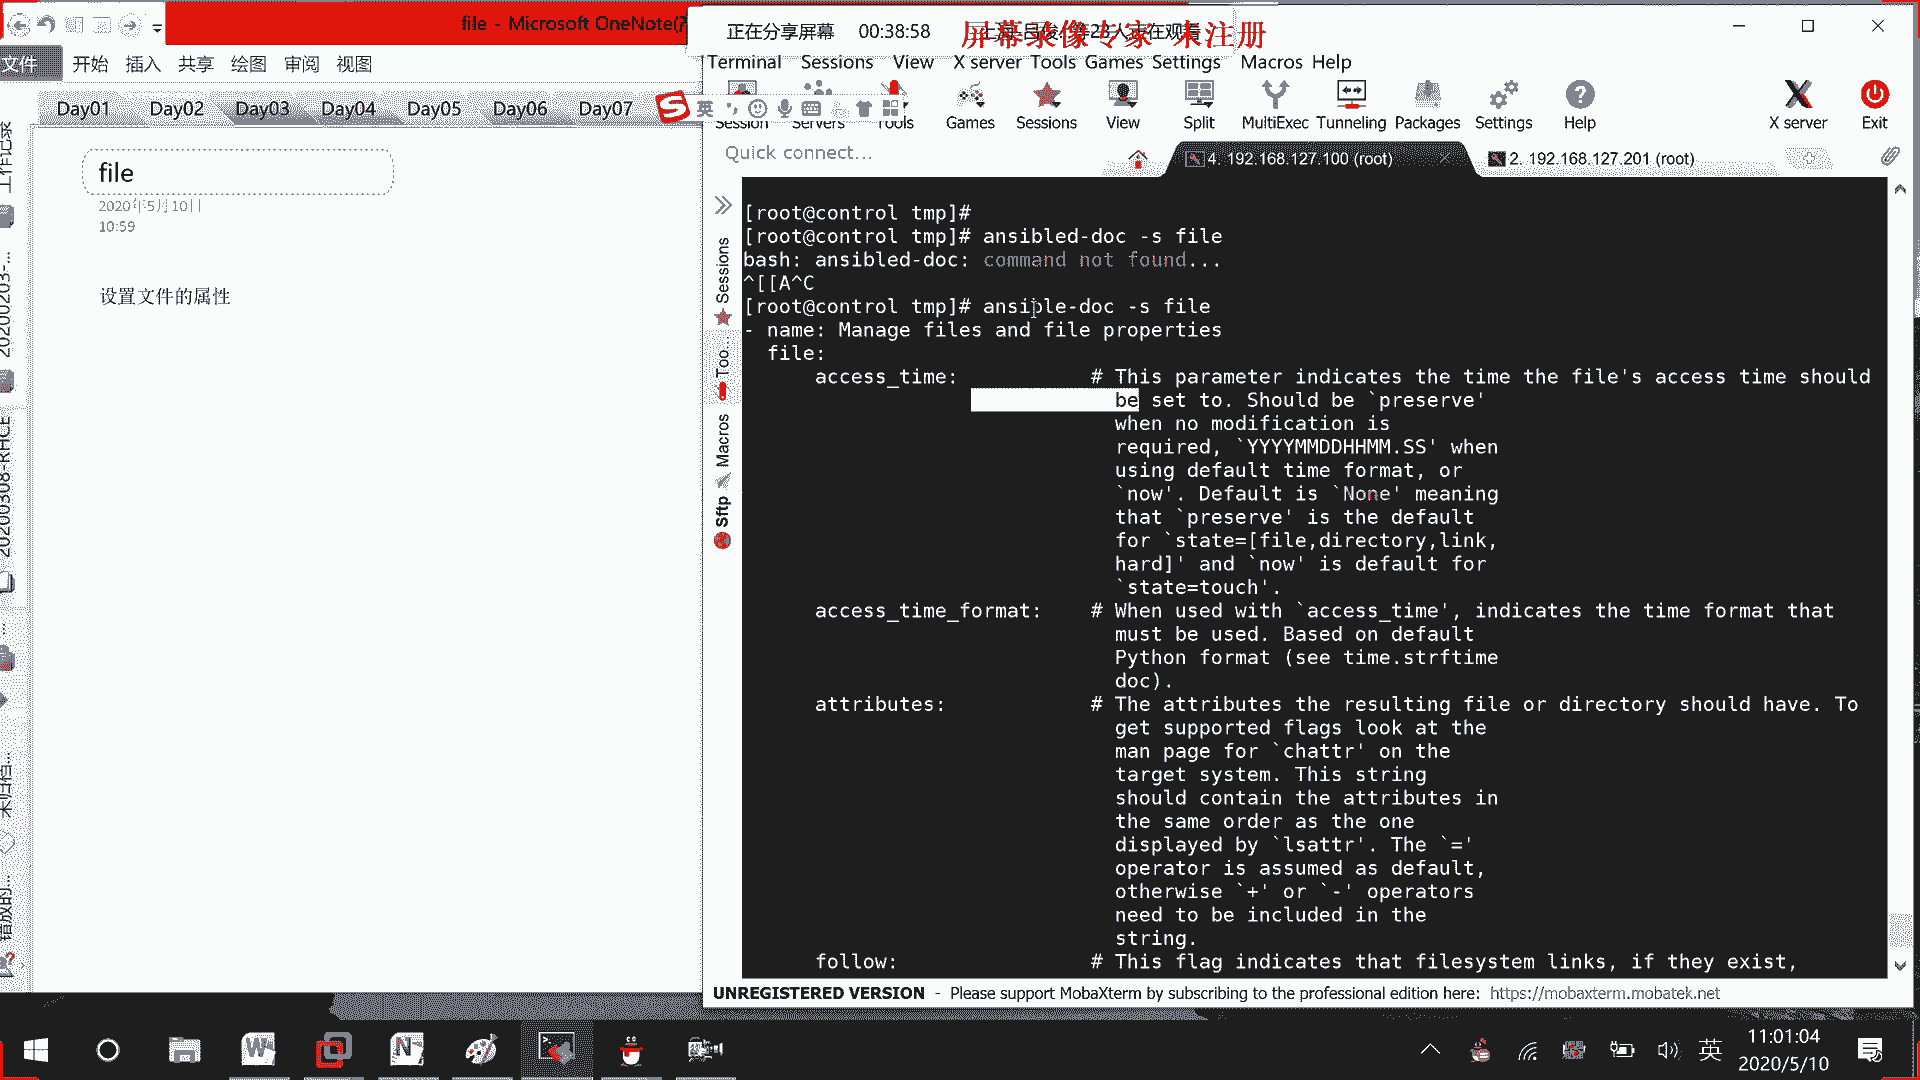 file - Microsoft OneNote
正在分享屏幕 00:38:58
屏幕录像专家 未注册
文件 开始 插入 共享 绘图 审阅 视图
Terminal Sessions View X server Tools Games Settings Macros Help
Day01 Day02 Day03 Day04 Day05 Day06 Day07
英
Session Servers Tools Games Sessions View Split MultiExec Tunneling Packages Settings Help X server Exit
Quick connect...
4. 192.168.127.100 (root)
2. 192.168.127.201 (root)
file
2020年5月10日
10:59
设置文件的属性
工作记录
20200308-RHCE
Sessions
Too...
Macros
Sftp
[root@control tmp]#
[root@control tmp]# ansibled-doc -s file
bash: ansibled-doc: command not found...
^[[A^C
[root@control tmp]# ansible-doc -s file
- name: Manage files and file properties
file:
access_time: # This parameter indicates the time the file's access time should
be set to. Should be `preserve'
when no modification is
required, `YYYYMMDDHHMM.SS' when
using default time format, or
`now'. Default is `None' meaning
that `preserve' is the default
for `state=[file,directory,link,
hard]' and `now' is default for
`state=touch'.
access_time_format: # When used with `access_time', indicates the time format that
must be used. Based on default
Python format (see time.strftime
doc).
attributes: # The attributes the resulting file or directory should have. To
get supported flags look at the
man page for `chattr' on the
target system. This string
should contain the attributes in
the same order as the one
displayed by `lsattr'. The `='
operator is assumed as default,
otherwise `+' or `-' operators
need to be included in the
string.
follow: # This flag indicates that filesystem links, if they exist,
UNREGISTERED VERSION - Please support MobaXterm by subscribing to the professional edition here: https://mobaxterm.mobatek.net
英
11:01:04
2020/5/10